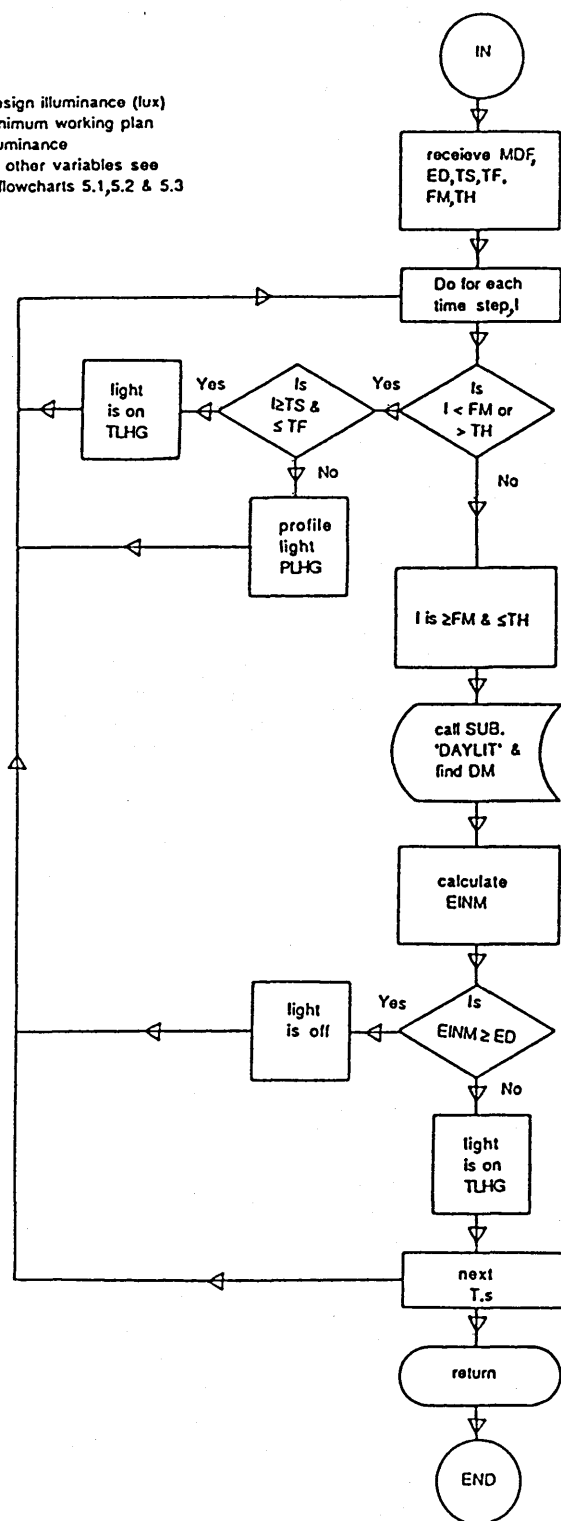 IN
esign illuminance (lux)
nimum working plan
uminance
other variables see
flowcharts 5.1,5.2 & 5.3
receieve MDF,
ED,TS,TF.
FM,TH
Do for each
time step,I
Is
I < FM or
> TH
Yes
No
Is
I≥TS &
≤ TF
Yes
No
light
is on
TLHG
profile
light
PLHG
I is ≥FM & ≤TH
call SUB.
'DAYLIT' &
find DM
calculate
EINM
Is
EINM ≥ ED
Yes
No
light
is off
light
is on
TLHG
next
T.s
return
END